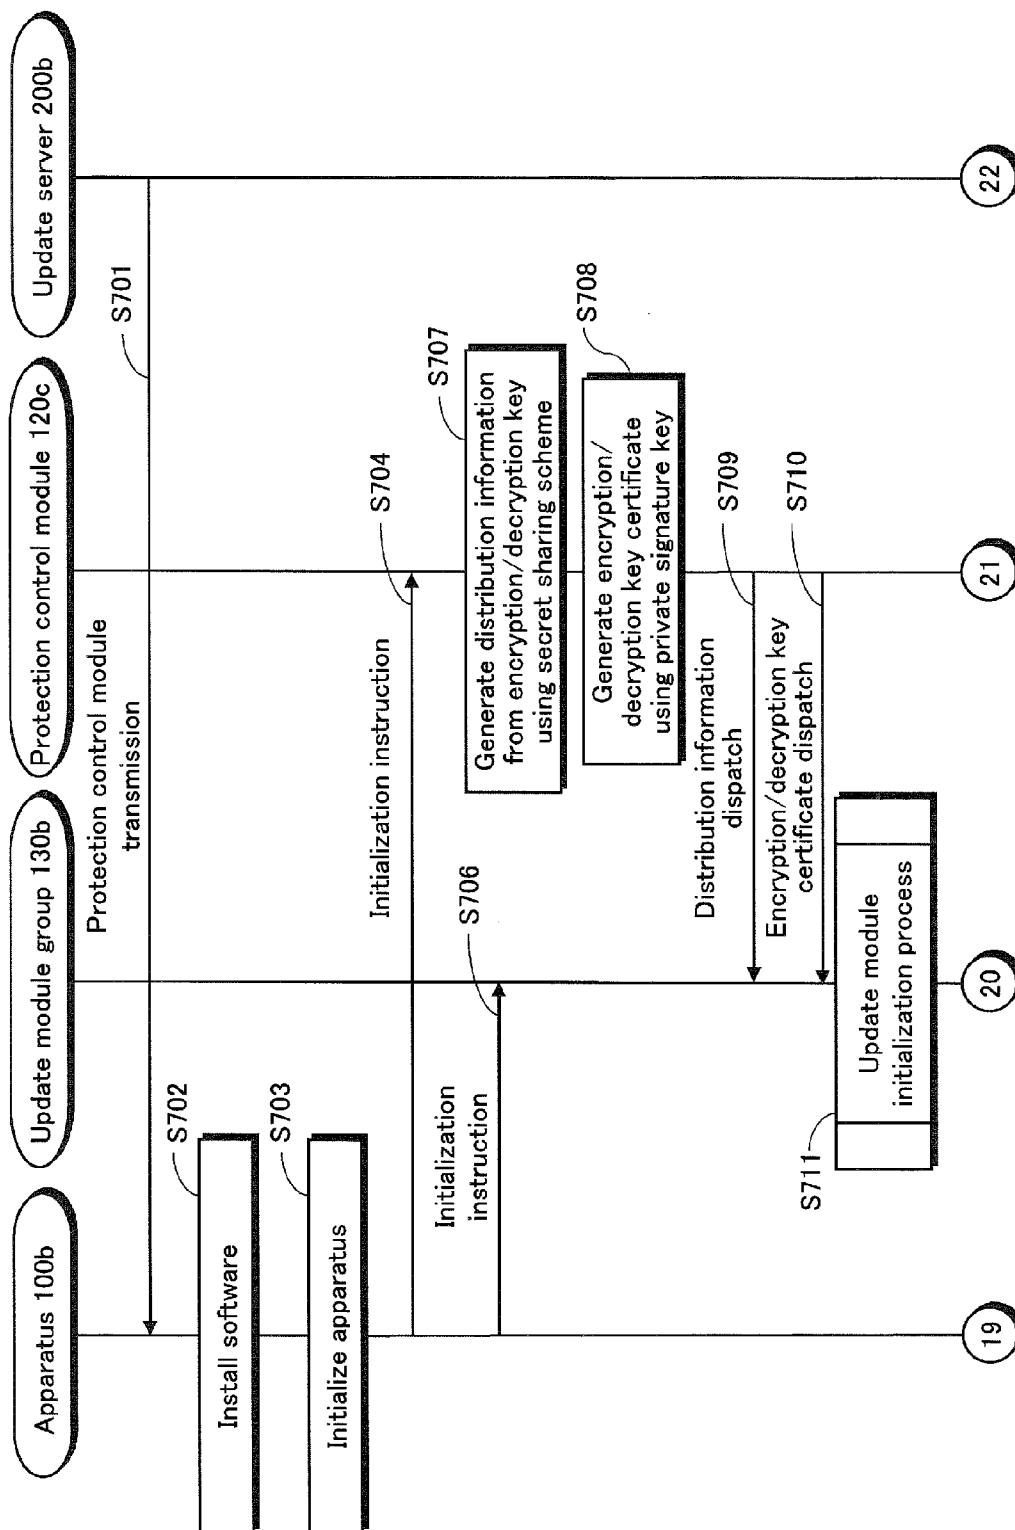 Apparatus 100b
Update module group 130b
Protection control module 120c
Update server 200b
Protection control module
transmission
S701
Install software
S702
Initialize apparatus
S703
Initialization instruction
S704
Initialization
instruction
S706
Generate distribution information
from encryption/decryption key
using secret sharing scheme
S707
Generate encryption/
decryption key certificate
using private signature key
S708
Distribution information
dispatch
S709
Encryption/decryption key
certificate dispatch
S710
S711
Update module
initialization process
19
20
21
22